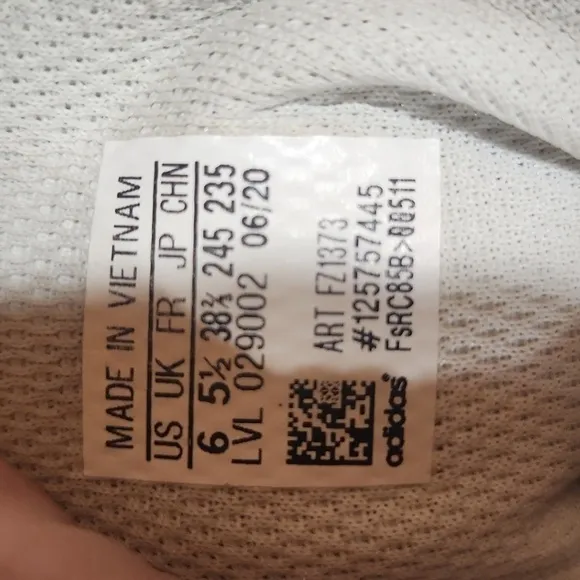 MADE IN VIETNAM
US UK FR JP CHN
6 5½ 38⅔ 245 235
LVL 029002 06/20
ART FZ1373
#125757445
FsRC85B>00511
adidas®